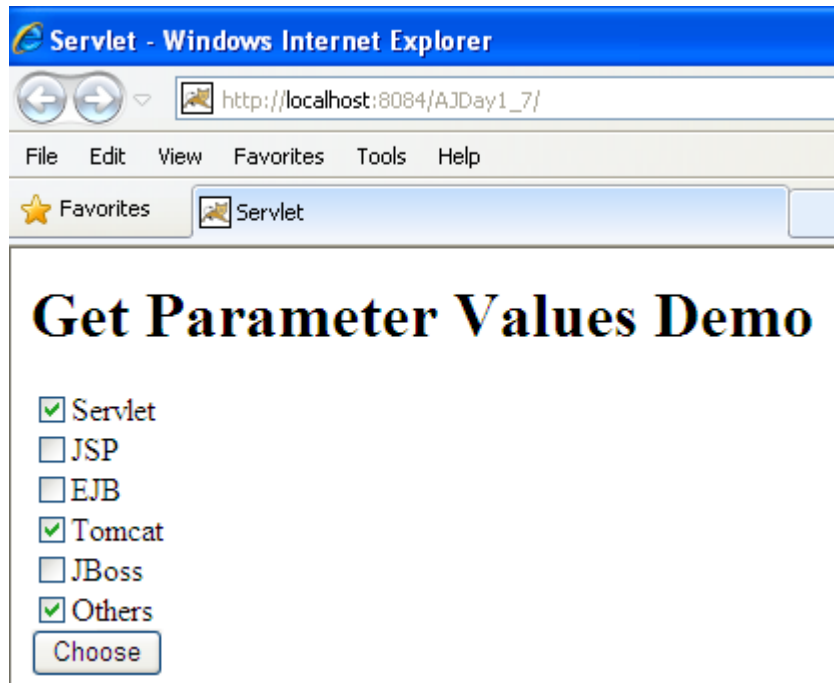 Servlet - Windows Internet Explorer
http://localhost:8084/AJDay1_7/
File Edit View Favorites Tools Help
Favorites Servlet
Get Parameter Values Demo
Servlet
JSP
EJB
Tomcat
JBoss
Others
Choose